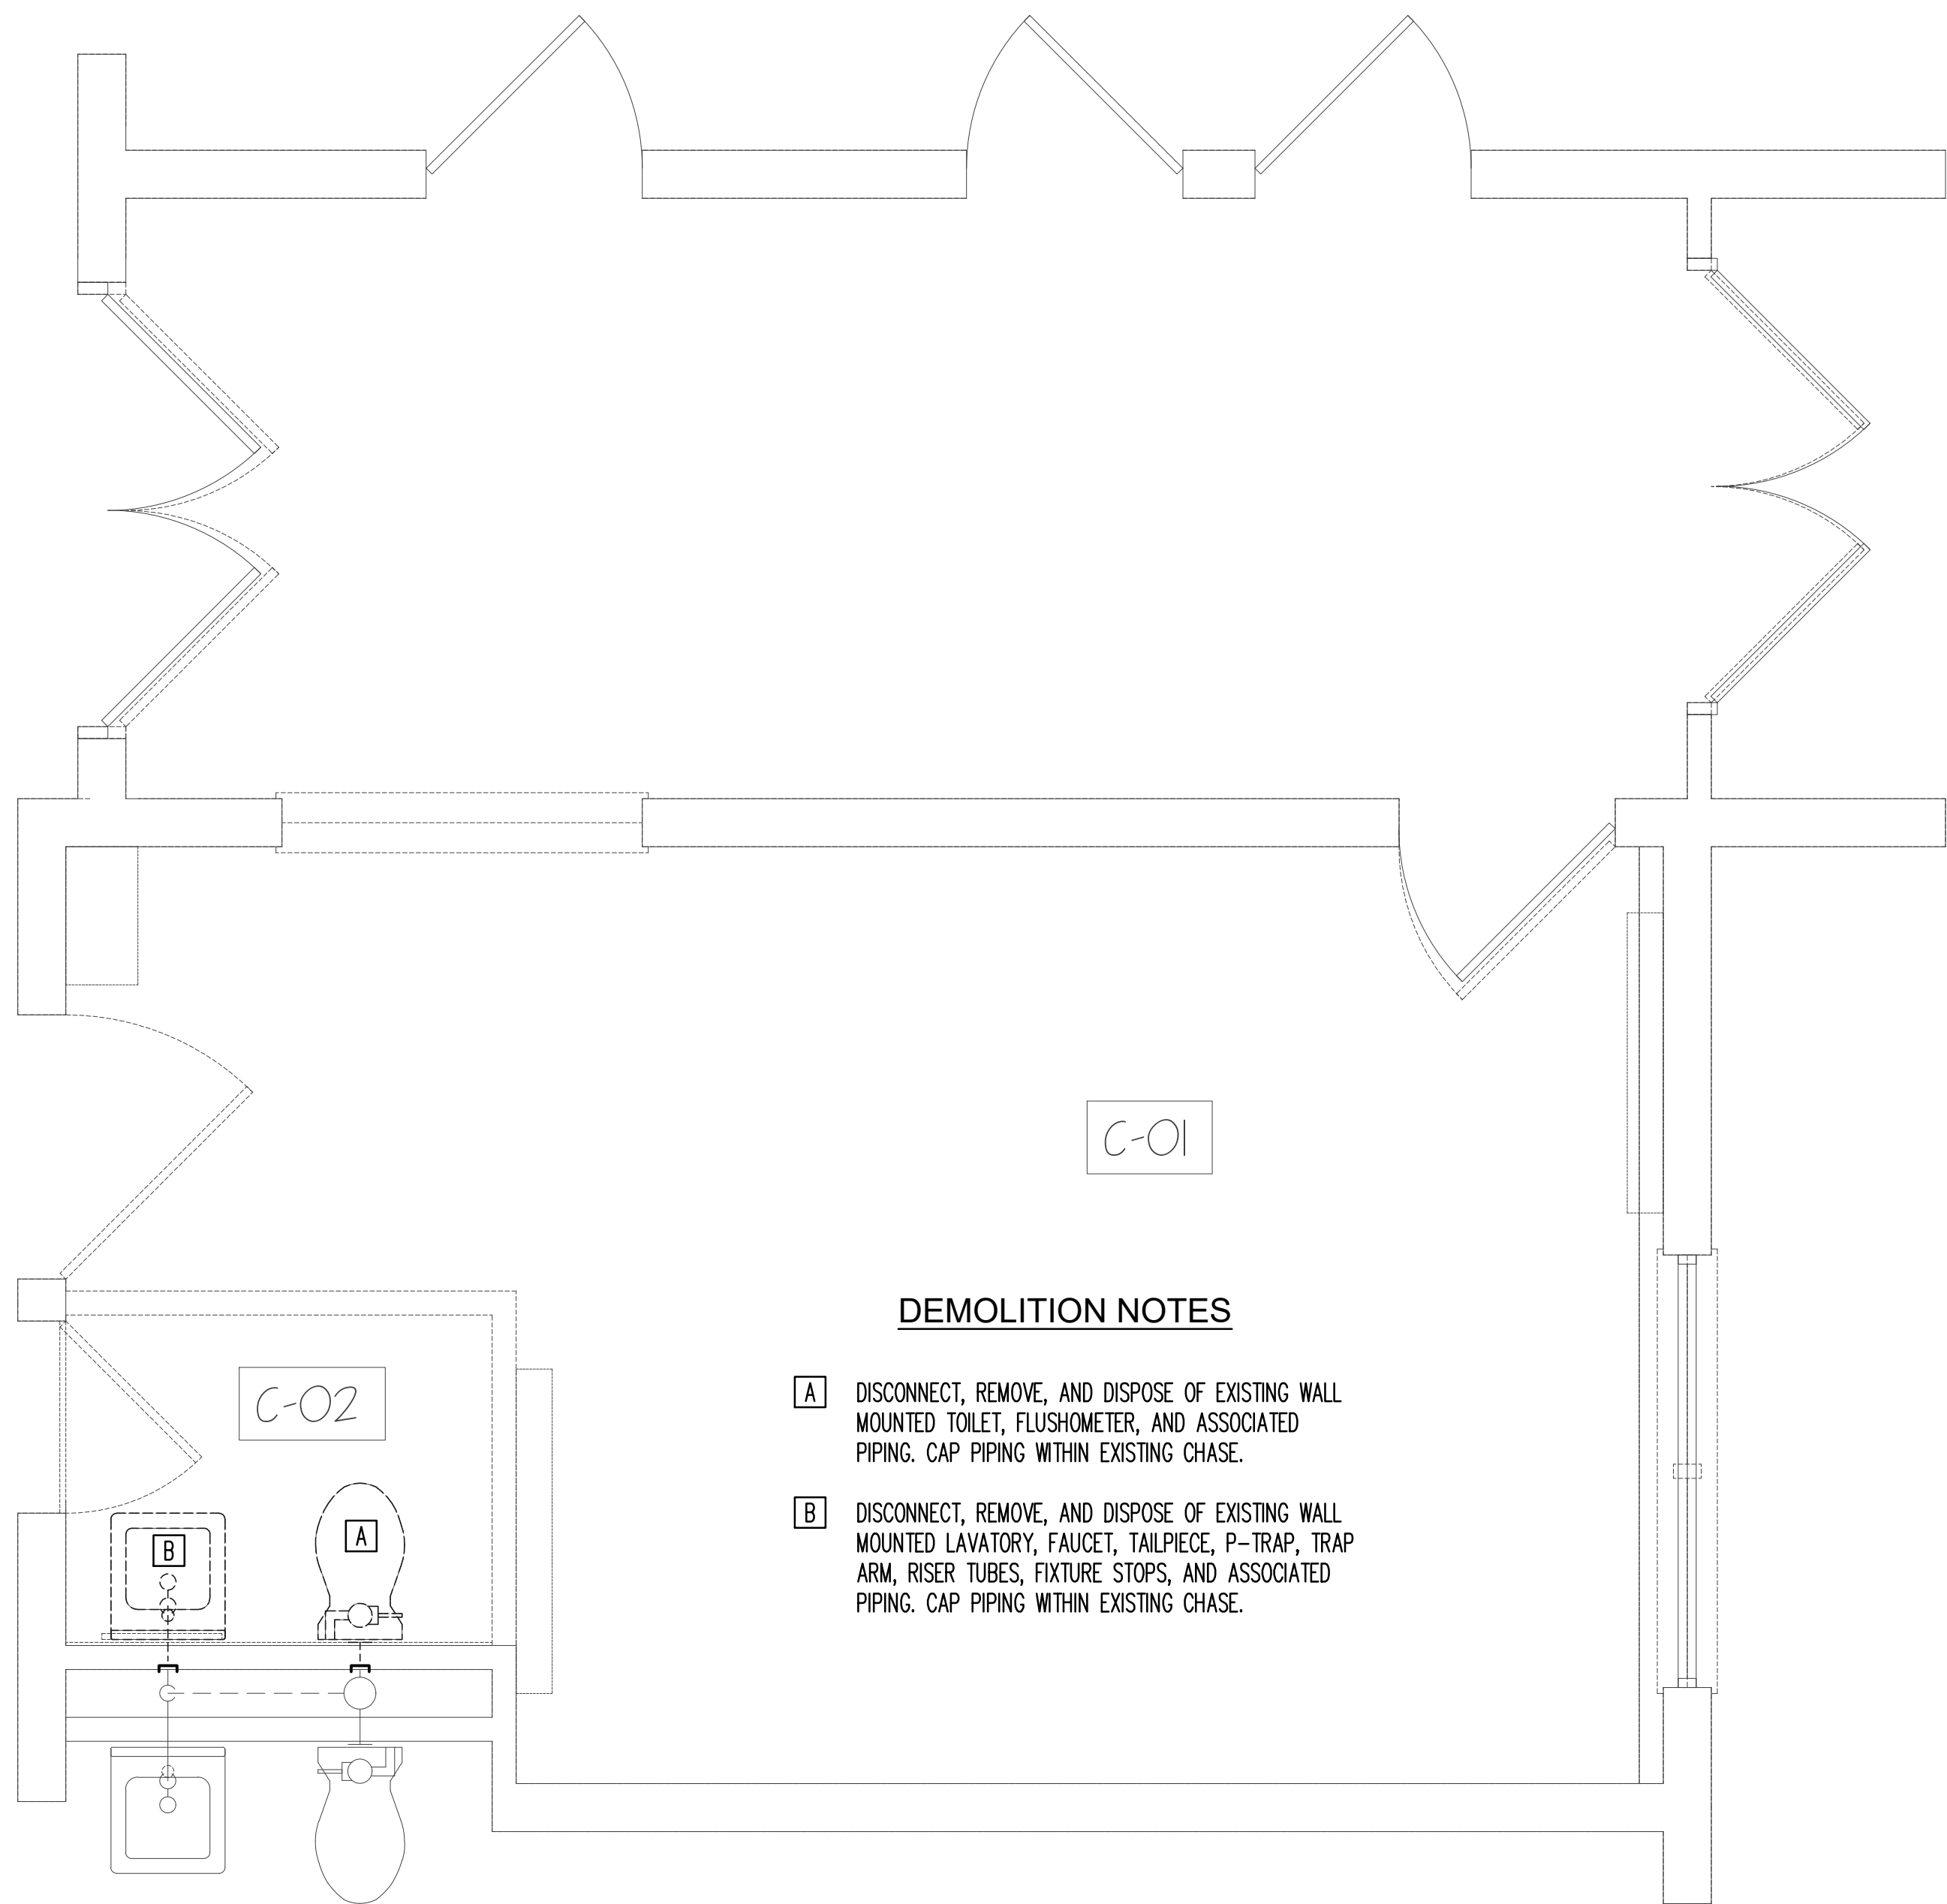 C-01
DEMOLITION NOTES
C-02
A DISCONNECT, REMOVE, AND DISPOSE OF EXISTING WALL
MOUNTED TOILET, FLUSHOMETER, AND ASSOCIATED
PIPING. CAP PIPING WITHIN EXISTING CHASE.
B DISCONNECT, REMOVE, AND DISPOSE OF EXISTING WALL
MOUNTED LAVATORY, FAUCET, TAILPIECE, P-TRAP, TRAP
ARM, RISER TUBES, FIXTURE STOPS, AND ASSOCIATED
PIPING. CAP PIPING WITHIN EXISTING CHASE.
A
B